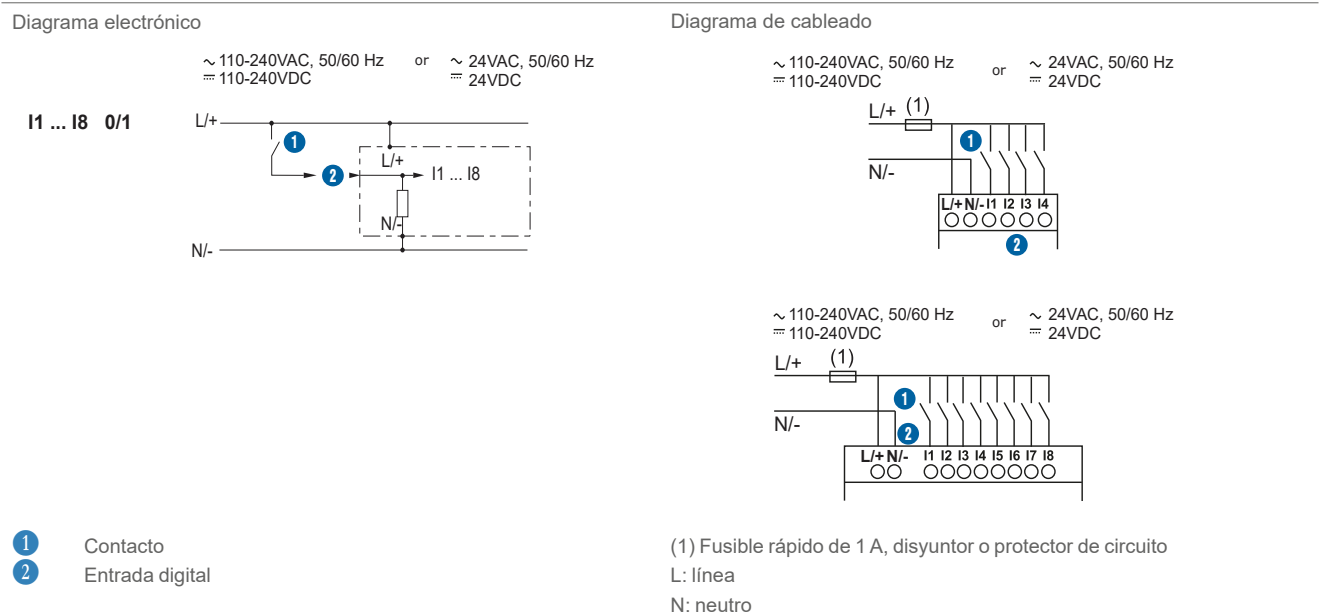 Diagrama electrónico
~ 110-240VAC, 50/60 Hz or ~ 24VAC, 50/60 Hz
⎓ 110-240VDC ⎓ 24VDC
I1 ... I8 0/1
L/+
1
L/+
2
I1 ... I8
N/-
N/-
Diagrama de cableado
~ 110-240VAC, 50/60 Hz or ~ 24VAC, 50/60 Hz
⎓ 110-240VDC ⎓ 24VDC
L/+ (1)
1
N/-
L/+ N/- I1 I2 I3 I4
2
~ 110-240VAC, 50/60 Hz or ~ 24VAC, 50/60 Hz
⎓ 110-240VDC ⎓ 24VDC
L/+ (1)
1
N/-
2
L/+ N/- I1 I2 I3 I4 I5 I6 I7 I8
1 Contacto
2 Entrada digital
(1) Fusible rápido de 1 A, disyuntor o protector de circuito
L: línea
N: neutro